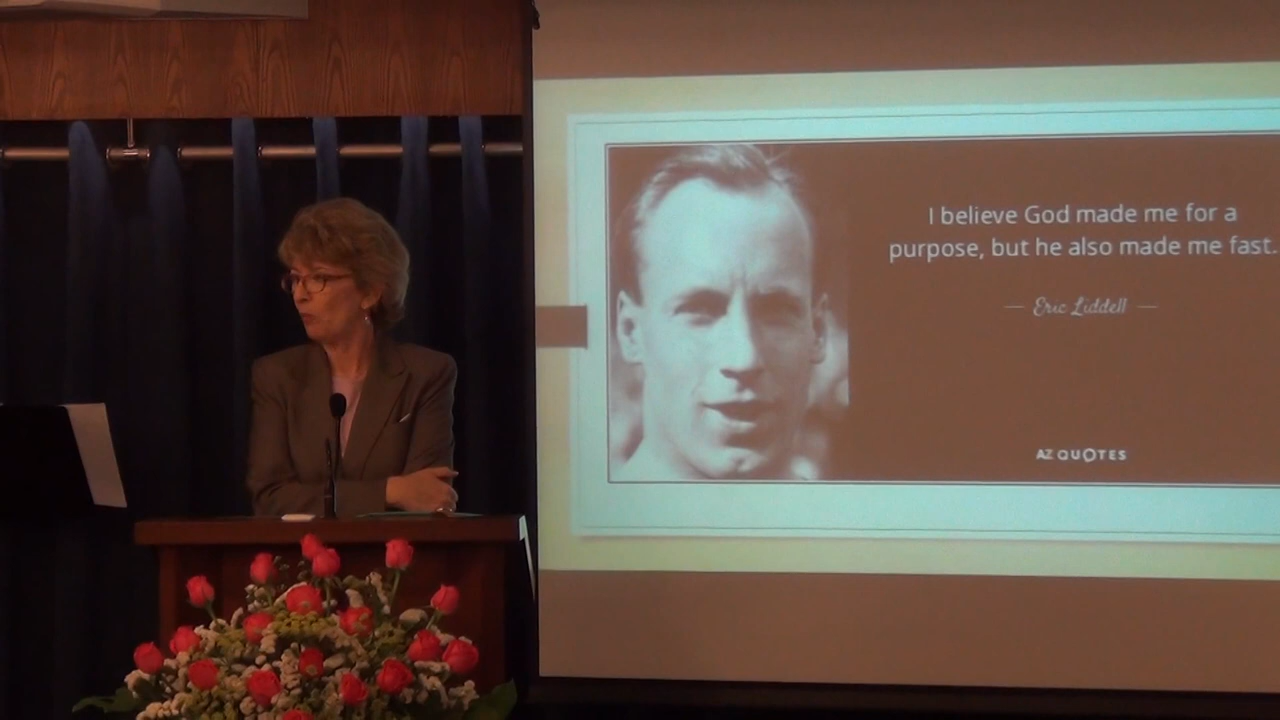 I believe God made me for a
purpose, but he also made me fast.
— Eric Liddell —
AZ QUOTES